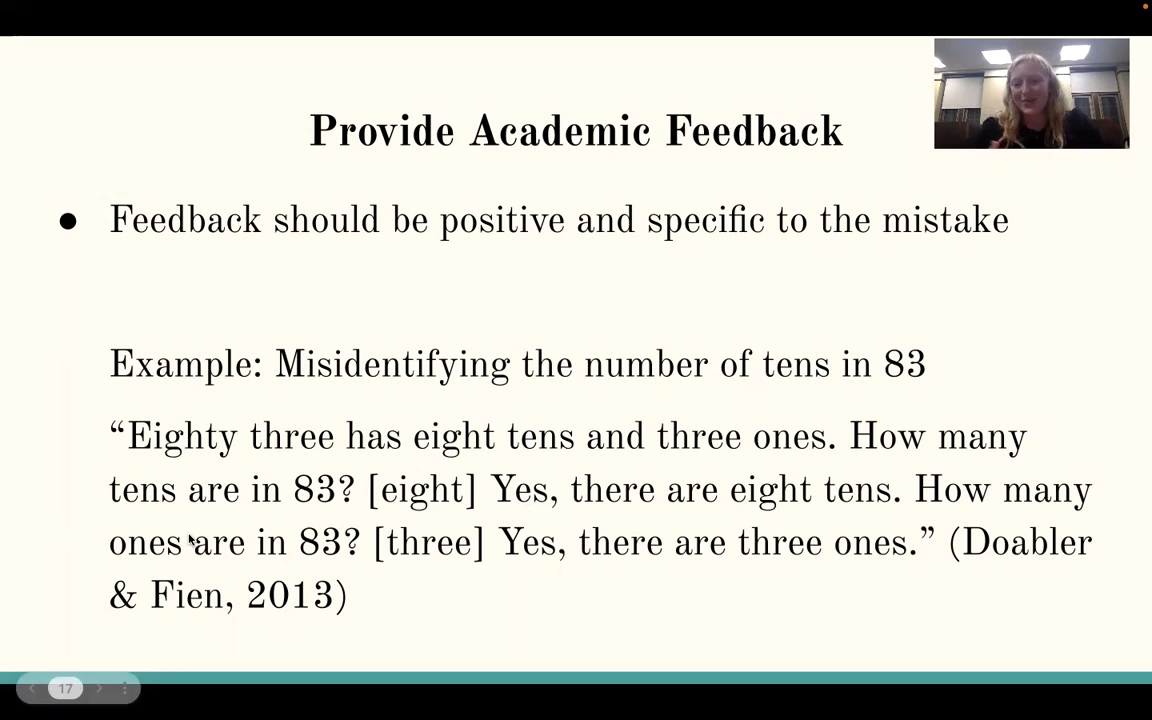 Provide Academic Feedback
● Feedback should be positive and specific to the mistake
Example: Misidentifying the number of tens in 83
“Eighty three has eight tens and three ones. How many
tens are in 83? [eight] Yes, there are eight tens. How many
ones are in 83? [three] Yes, there are three ones.” (Doabler
& Fien, 2013)
17